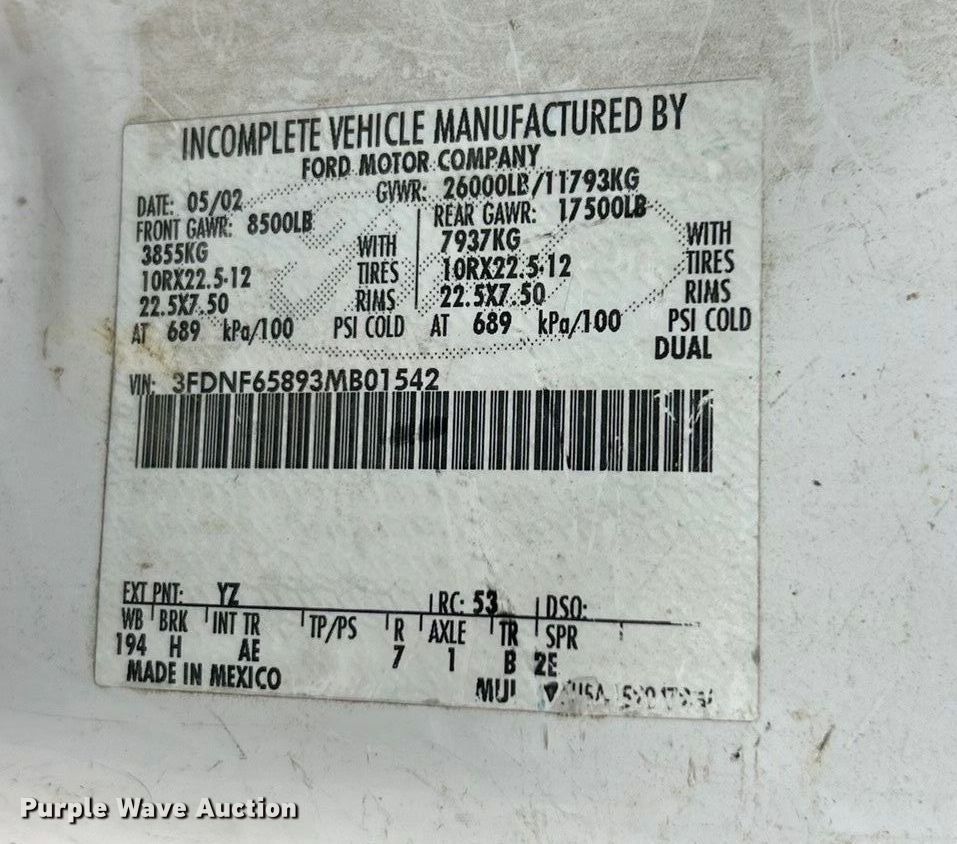 INCOMPLETE VEHICLE MANUFACTURED BY
FORD MOTOR COMPANY
DATE: 05/02 GVWR: 26000LB/11793KG
FRONT GAWR: 8500LB REAR GAWR: 17500LB
3855KG WITH 7937KG WITH
10RX22.5-12 TIRES 10RX22.5-12 TIRES
22.5X7.50 RIMS 22.5X7.50 RIMS
AT 689 kPa/100 PSI COLD AT 689 kPa/100 PSI COLD
DUAL
VIN: 3FDNF65893MB01542
EXT PNT: YZ RC: 53 DSO:
WB BRK INT TR TP/PS R AXLE TR SPR
194 H AE 7 1 B 2E
MADE IN MEXICO
Purple Wave Auction